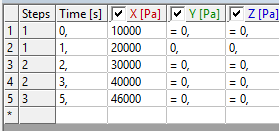 Steps Time [s] X [Pa] Y [Pa] Z [Pa]
1 1 0, 10000 = 0, = 0,
2 1 1, 20000 0, 0,
3 2 2, 30000 = 0, = 0,
4 2 3, 40000 = 0, = 0,
5 3 5, 46000 = 0, = 0,
*